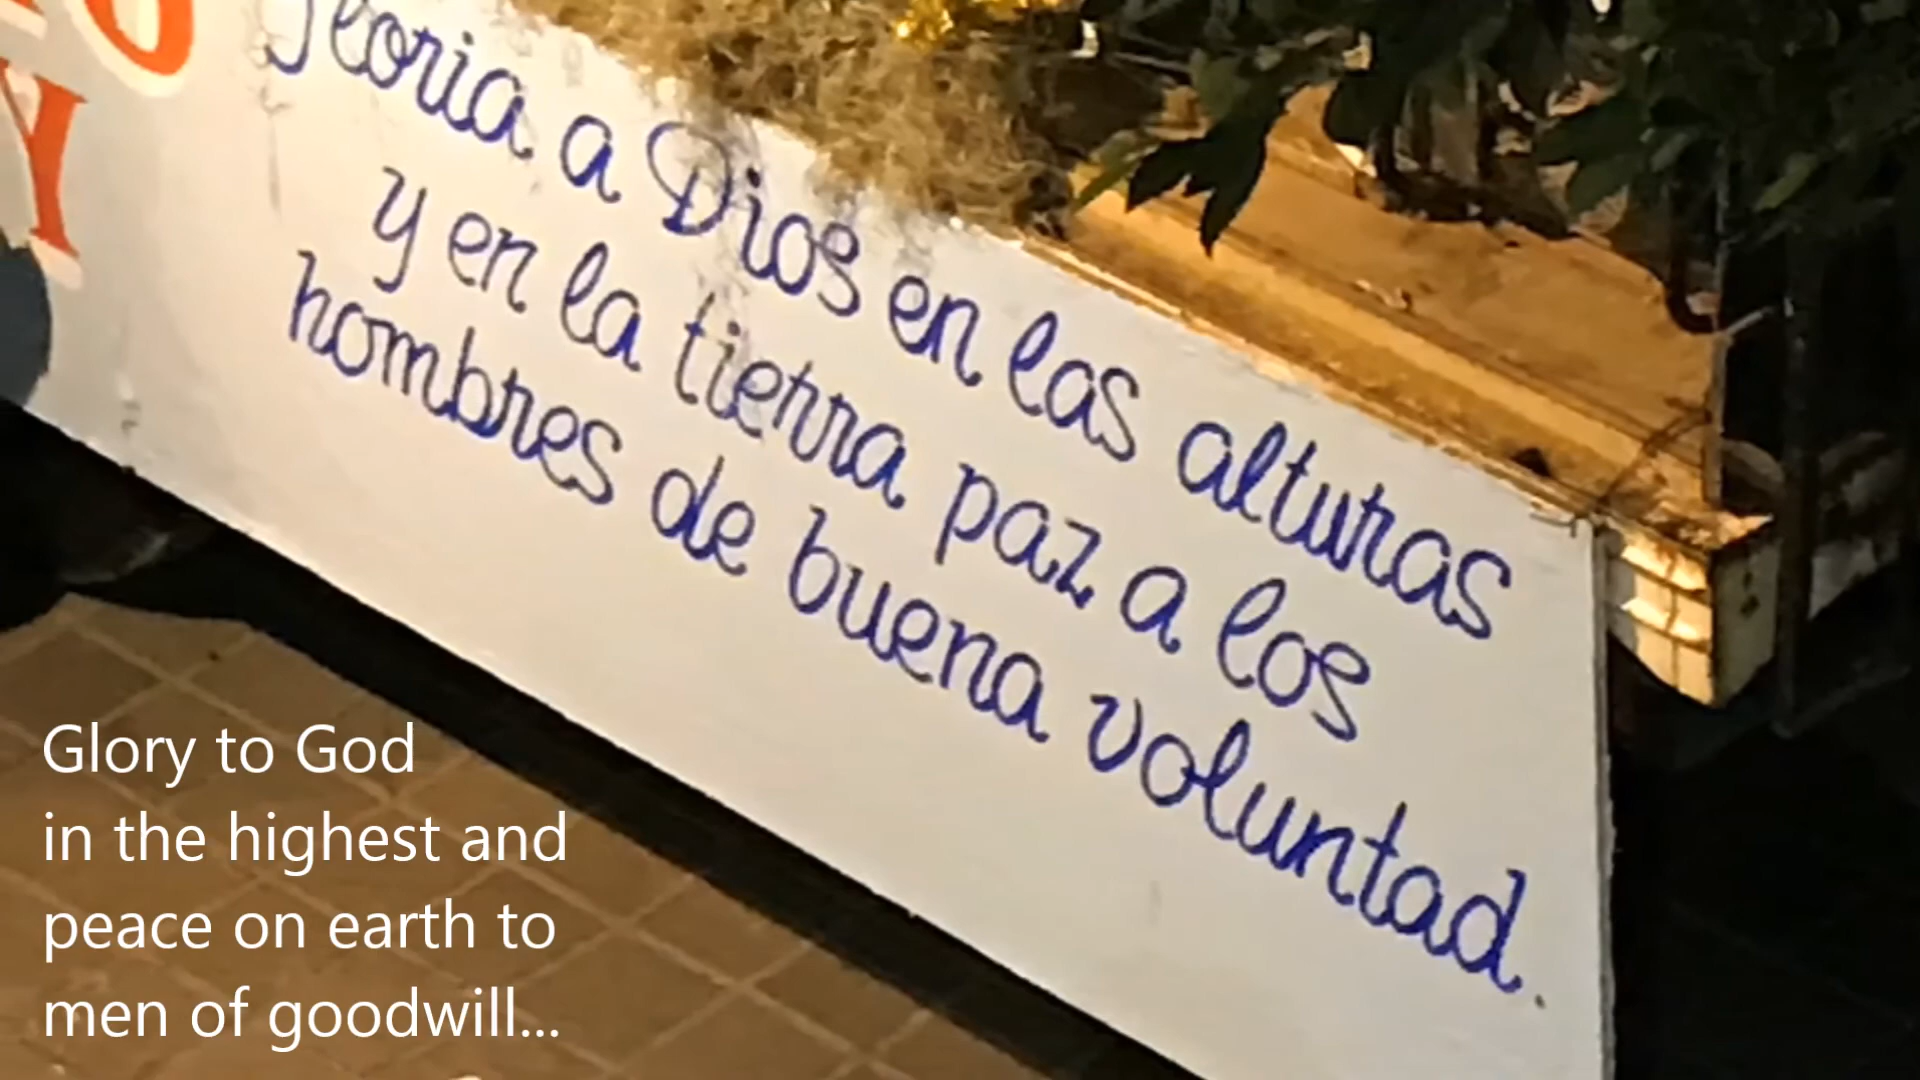 Gloria a Dios en las alturas
y en la tierra paz a los
hombres de buena voluntad.
Glory to God
in the highest and
peace on earth to
men of goodwill...